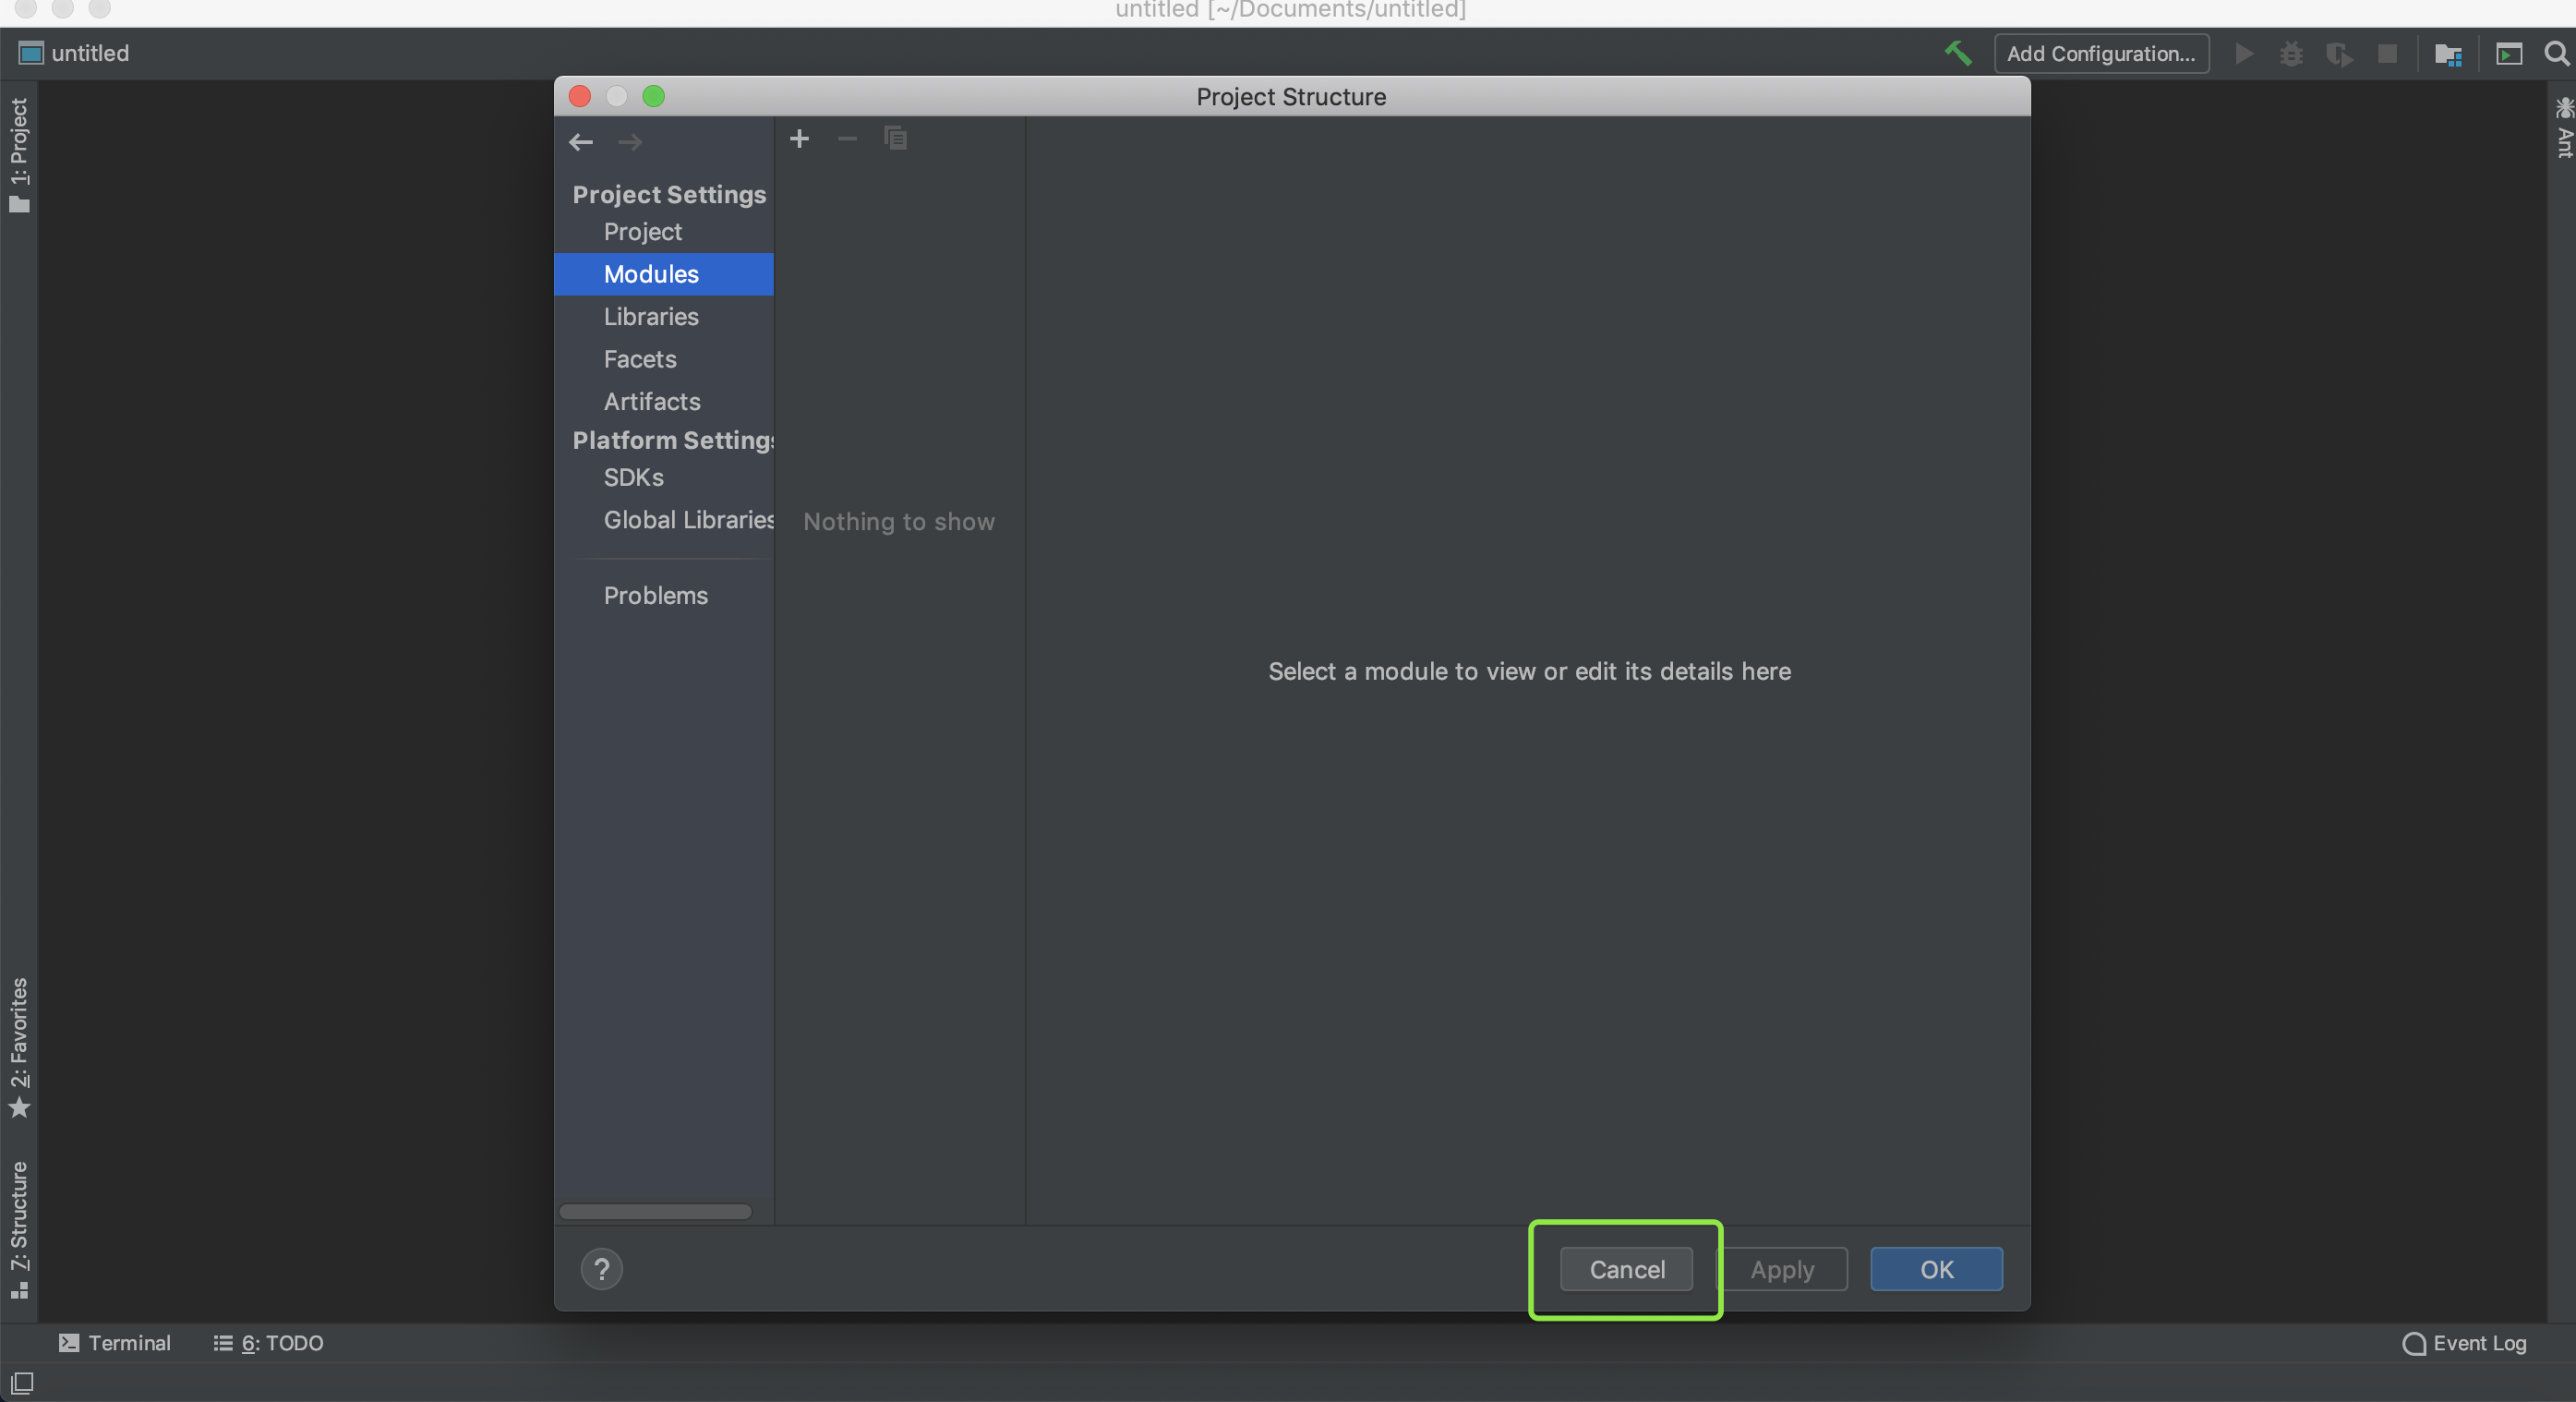 untitled [~/Documents/untitled]
untitled
Add Configuration...
Project Structure
1: Project
Ant
Project Settings
Project
Modules
Libraries
Facets
Artifacts
Platform Settings
SDKs
Global Libraries
Problems
Nothing to show
Select a module to view or edit its details here
2: Favorites
7: Structure
?
Cancel
Apply
OK
Terminal
6: TODO
Event Log